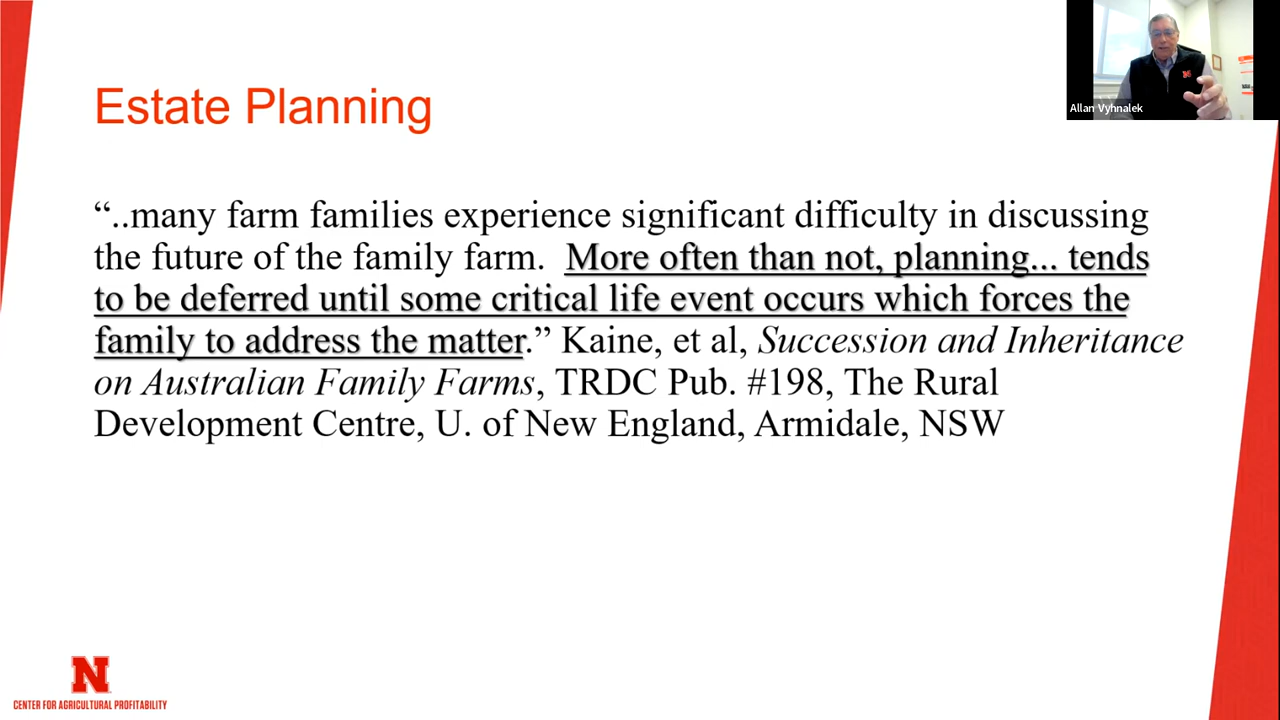 Allan Vyhnalek
Estate Planning
“..many farm families experience significant difficulty in discussing
the future of the family farm.  More often than not, planning... tends
to be deferred until some critical life event occurs which forces the
family to address the matter.” Kaine, et al, Succession and Inheritance
on Australian Family Farms, TRDC Pub. #198, The Rural
Development Centre, U. of New England, Armidale, NSW
N
CENTER FOR AGRICULTURAL PROFITABILITY